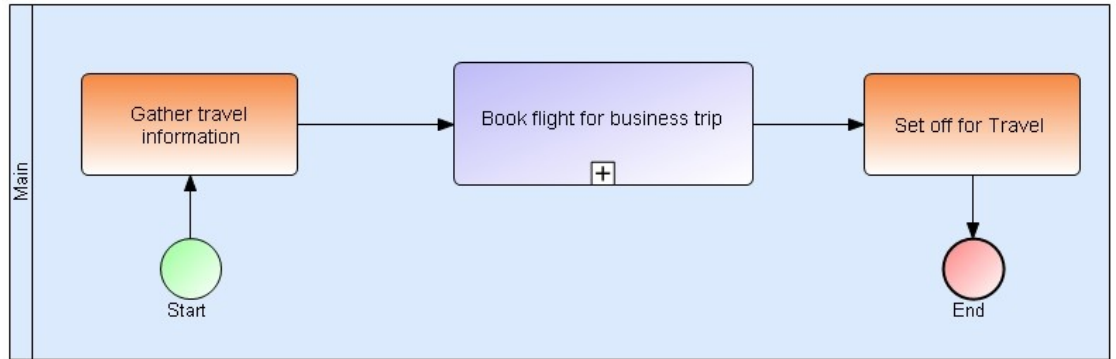 Main
Gather travel
information
Book flight for business trip
Set off for Travel
Start
End